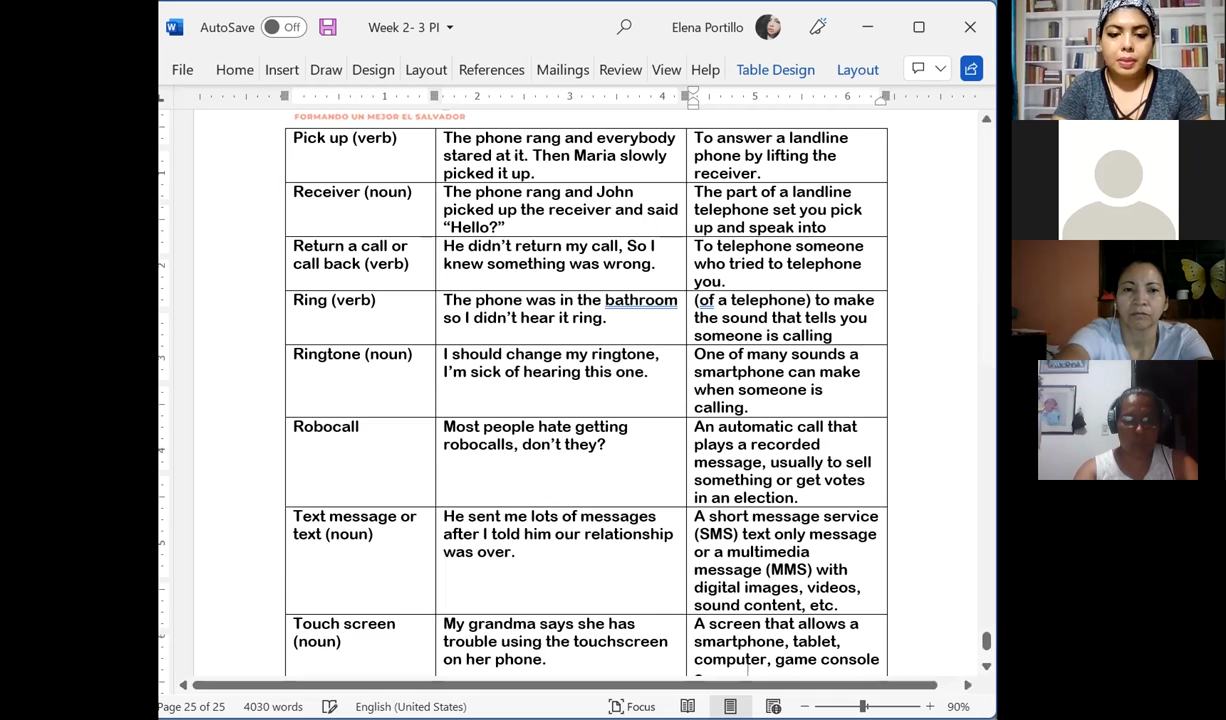 AutoSave Off Week 2- 3 PI Elena Portillo
File Home Insert Draw Design Layout References Mailings Review View Help Table Design Layout
1 2 3 4 5 6
FORMANDO UN MEJOR EL SALVADOR
Pick up (verb)
The phone rang and everybody
stared at it. Then Maria slowly
picked it up.
To answer a landline
phone by lifting the
receiver.
Receiver (noun)
The phone rang and John
picked up the receiver and said
“Hello?”
The part of a landline
telephone set you pick
up and speak into
Return a call or
call back (verb)
He didn’t return my call, So I
knew something was wrong.
To telephone someone
who tried to telephone
you.
Ring (verb)
The phone was in the bathroom
so I didn’t hear it ring.
(of a telephone) to make
the sound that tells you
someone is calling
Ringtone (noun)
I should change my ringtone,
I’m sick of hearing this one.
One of many sounds a
smartphone can make
when someone is
calling.
Robocall
Most people hate getting
robocalls, don’t they?
An automatic call that
plays a recorded
message, usually to sell
something or get votes
in an election.
Text message or
text (noun)
He sent me lots of messages
after I told him our relationship
was over.
A short message service
(SMS) text only message
or a multimedia
message (MMS) with
digital images, videos,
sound content, etc.
Touch screen
(noun)
My grandma says she has
trouble using the touchscreen
on her phone.
A screen that allows a
smartphone, tablet,
computer, game console
Page 25 of 25 4030 words English (United States) Focus 90%